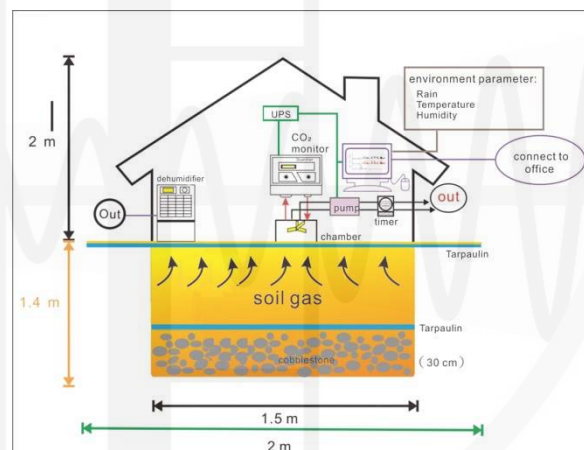 environment parameter:
Rain
Temperature
Humidity
2 m
UPS
CO₂
monitor
connect to
office
dehumidifier
Out
out
pump
timer
chamber
Tarpaulin
soil gas
1.4 m
Tarpaulin
cobblestone
(30 cm)
1.5 m
2 m